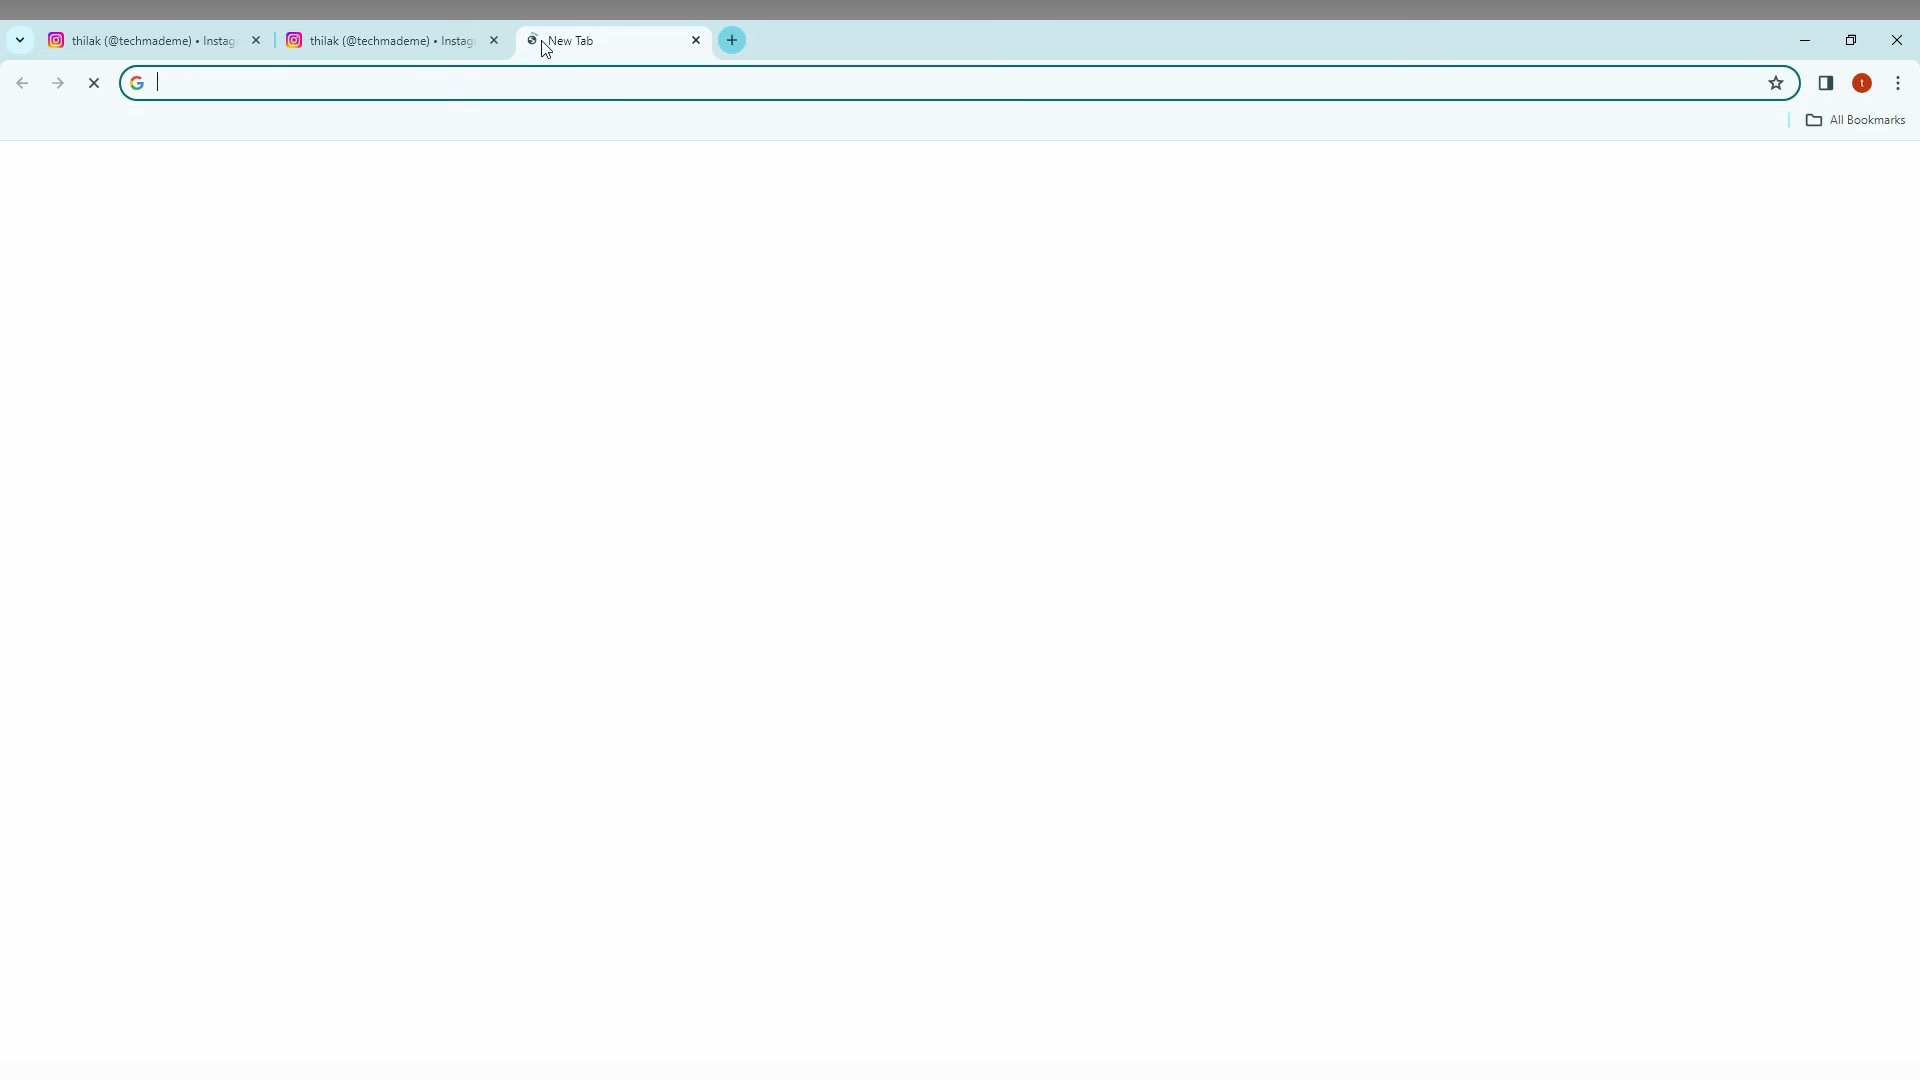 thilak (@techmademe) • Instag
thilak (@techmademe) • Instag
New Tab
t
All Bookmarks